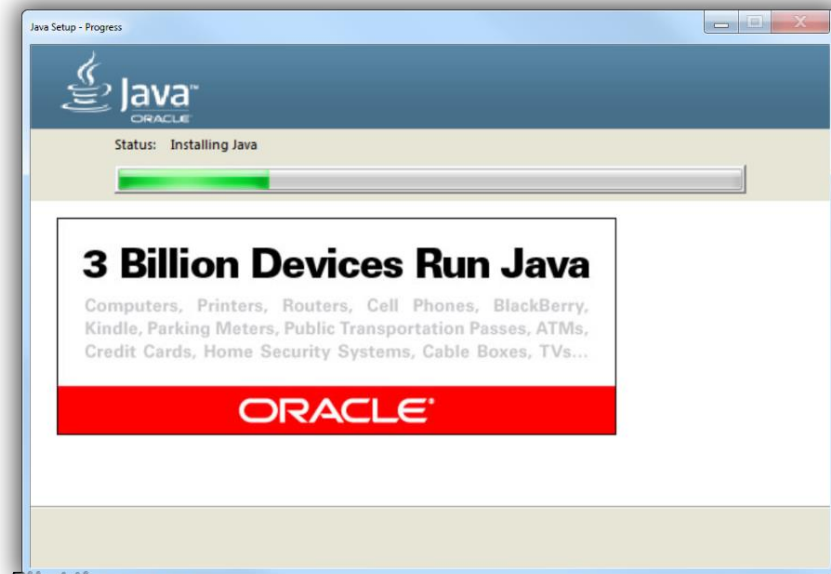 Java Setup - Progress
Java™
ORACLE
Status: Installing Java
3 Billion Devices Run Java
Computers, Printers, Routers, Cell Phones, BlackBerry,
Kindle, Parking Meters, Public Transportation Passes, ATMs,
Credit Cards, Home Security Systems, Cable Boxes, TVs...
ORACLE®